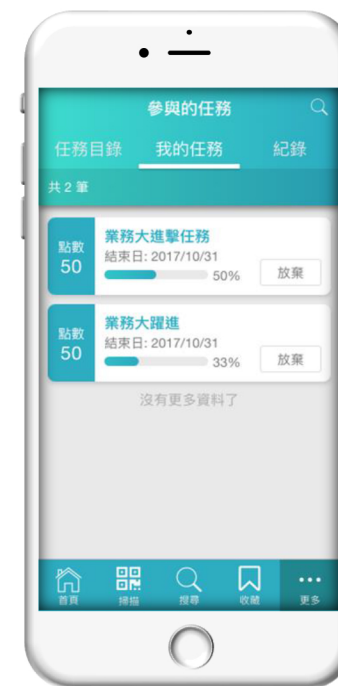 參與的任務
任務目錄 我的任務 紀錄
共 2 筆
點數
50
業務大進擊任務
結束日: 2017/10/31
50%
放棄
點數
50
業務大躍進
結束日: 2017/10/31
33%
放棄
沒有更多資料了
首頁 掃描 搜尋 收藏 更多